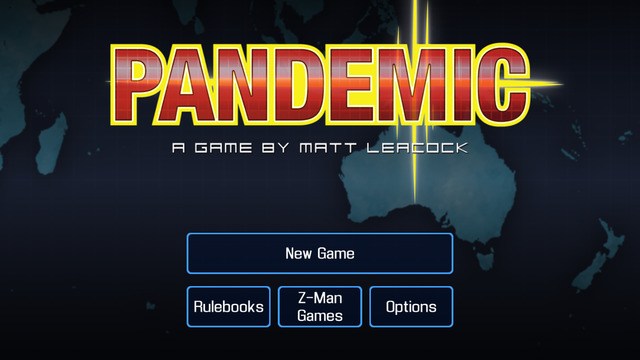 PANDEMIC
A GAME BY MATT LEACOCK
New Game
Rulebooks
Z-Man
Games
Options